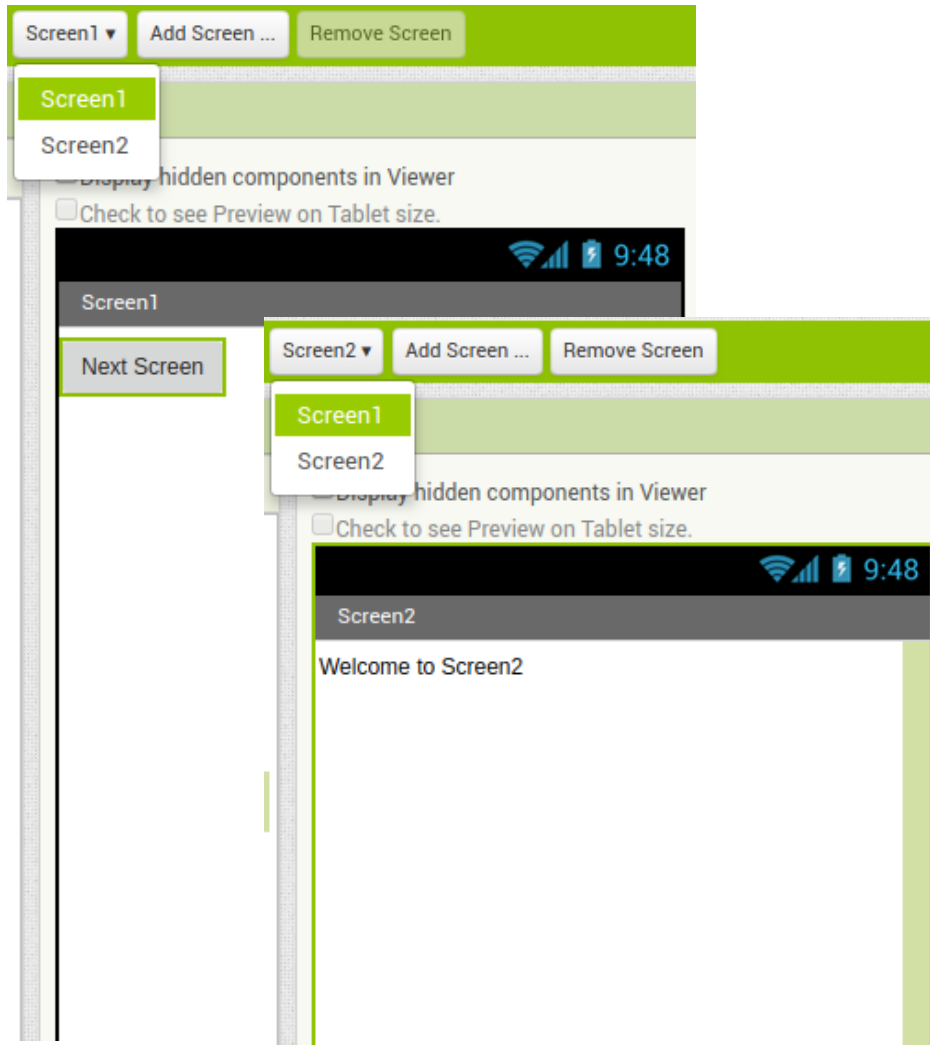 Screen1 ▾ Add Screen ... Remove Screen
Screen1
Screen2
Display hidden components in Viewer
Check to see Preview on Tablet size.
9:48
Screen1
Next Screen
Screen2 ▾ Add Screen ... Remove Screen
Screen1
Screen2
Display hidden components in Viewer
Check to see Preview on Tablet size.
9:48
Screen2
Welcome to Screen2